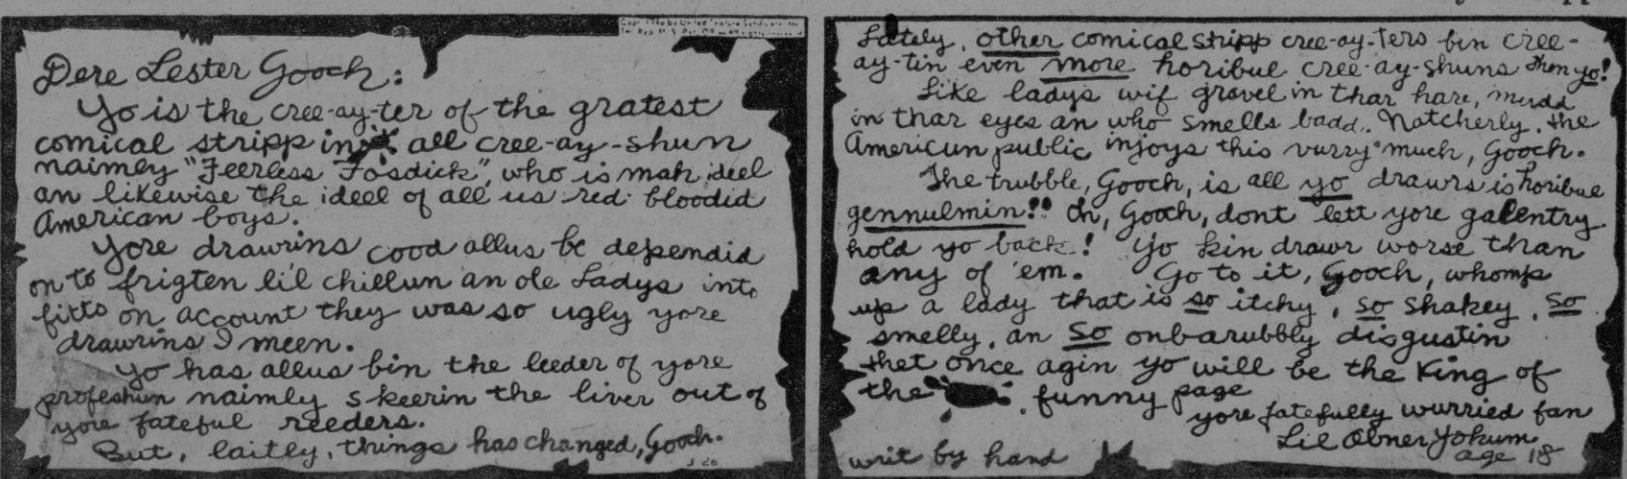 Dere Lester Gooch:
Yo is the cree-ay-ter of the gratest
comical stripp in all cree-ay-shun
naimley "Feerless Fosdick", who is mah ideel
an likewise the ideel of all us red bloodid
American boys.
Yore drawrins cood allus be dependid
on to frigten li'l chillun an ole Ladys into
fitts on account they was so ugly yore
drawrins I meen.
Yo has allus bin the leeder of yore
profeshun naimly skeerin the liver out of
yore fateful reeders.
But, laitly, things has changed, Gooch.
3-26
Lately, other comical stripp cree-ay-ters bin cree-
ay-tin even more horibul cree-ay-shuns then yo!
Like ladys wif gravel in thar hare, mudd
in thar eyes an who smells badd. Natcherly, the
Americun public injoys this vurry much, Gooch.
The trubble, Gooch, is all yo drawrs is horibue
gennulmin!! Oh, Gooch, dont lett yore galentry
hold yo back! Yo kin drawr worse than
any of 'em. Go to it, Gooch, whomp
up a lady that is so itchy, so shakey, so
smelly, an so onbarubbly disgustin
thet once agin yo will be the King of
the funny page
yore fatefully wurried fan
Lil Abner Yokum
age 18
writ by hand